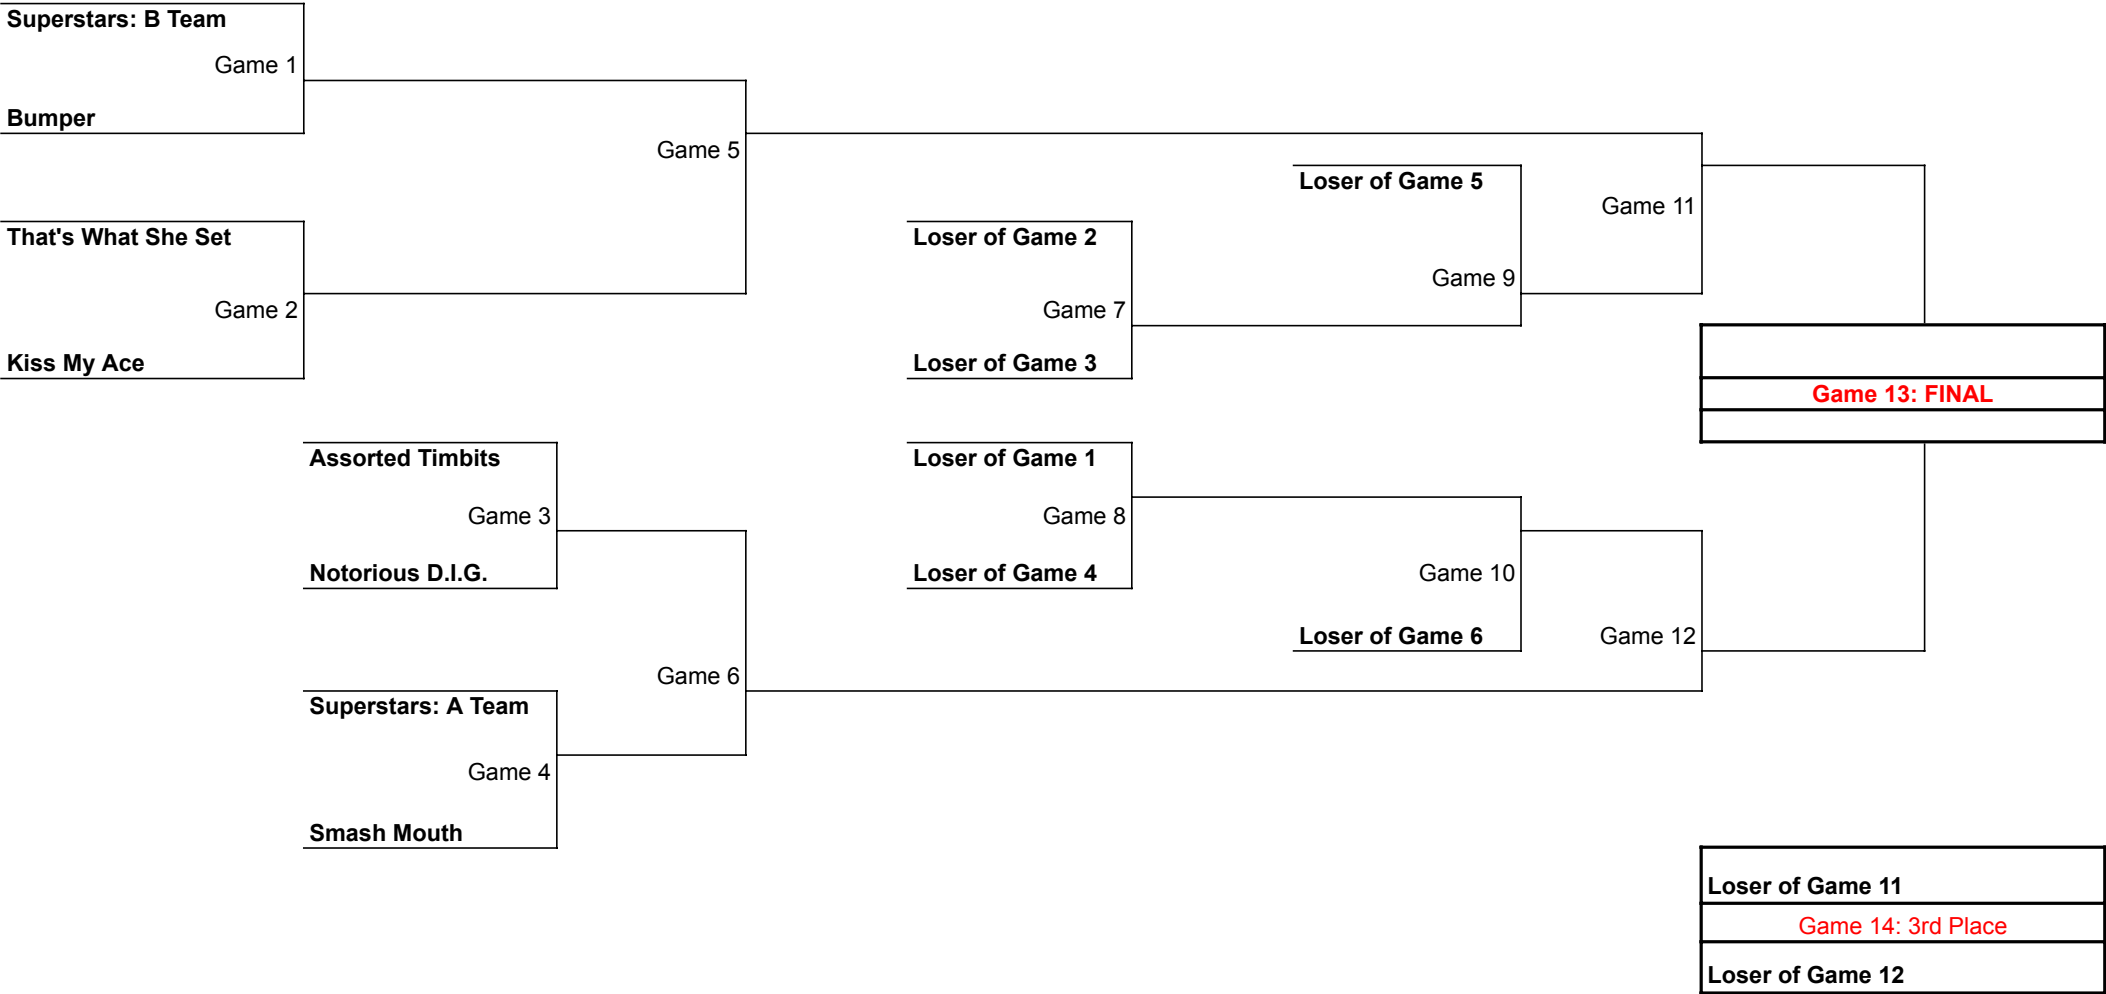 Superstars: B Team
Game 1
Bumper
Game 5
That's What She Set
Game 2
Kiss My Ace
Assorted Timbits
Game 3
Notorious D.I.G.
Game 6
Superstars: A Team
Game 4
Smash Mouth
Loser of Game 2
Game 7
Loser of Game 3
Loser of Game 1
Game 8
Loser of Game 4
Loser of Game 5
Game 9
Game 10
Loser of Game 6
Game 11
Game 12
Game 13: FINAL
Loser of Game 11
Game 14: 3rd Place
Loser of Game 12